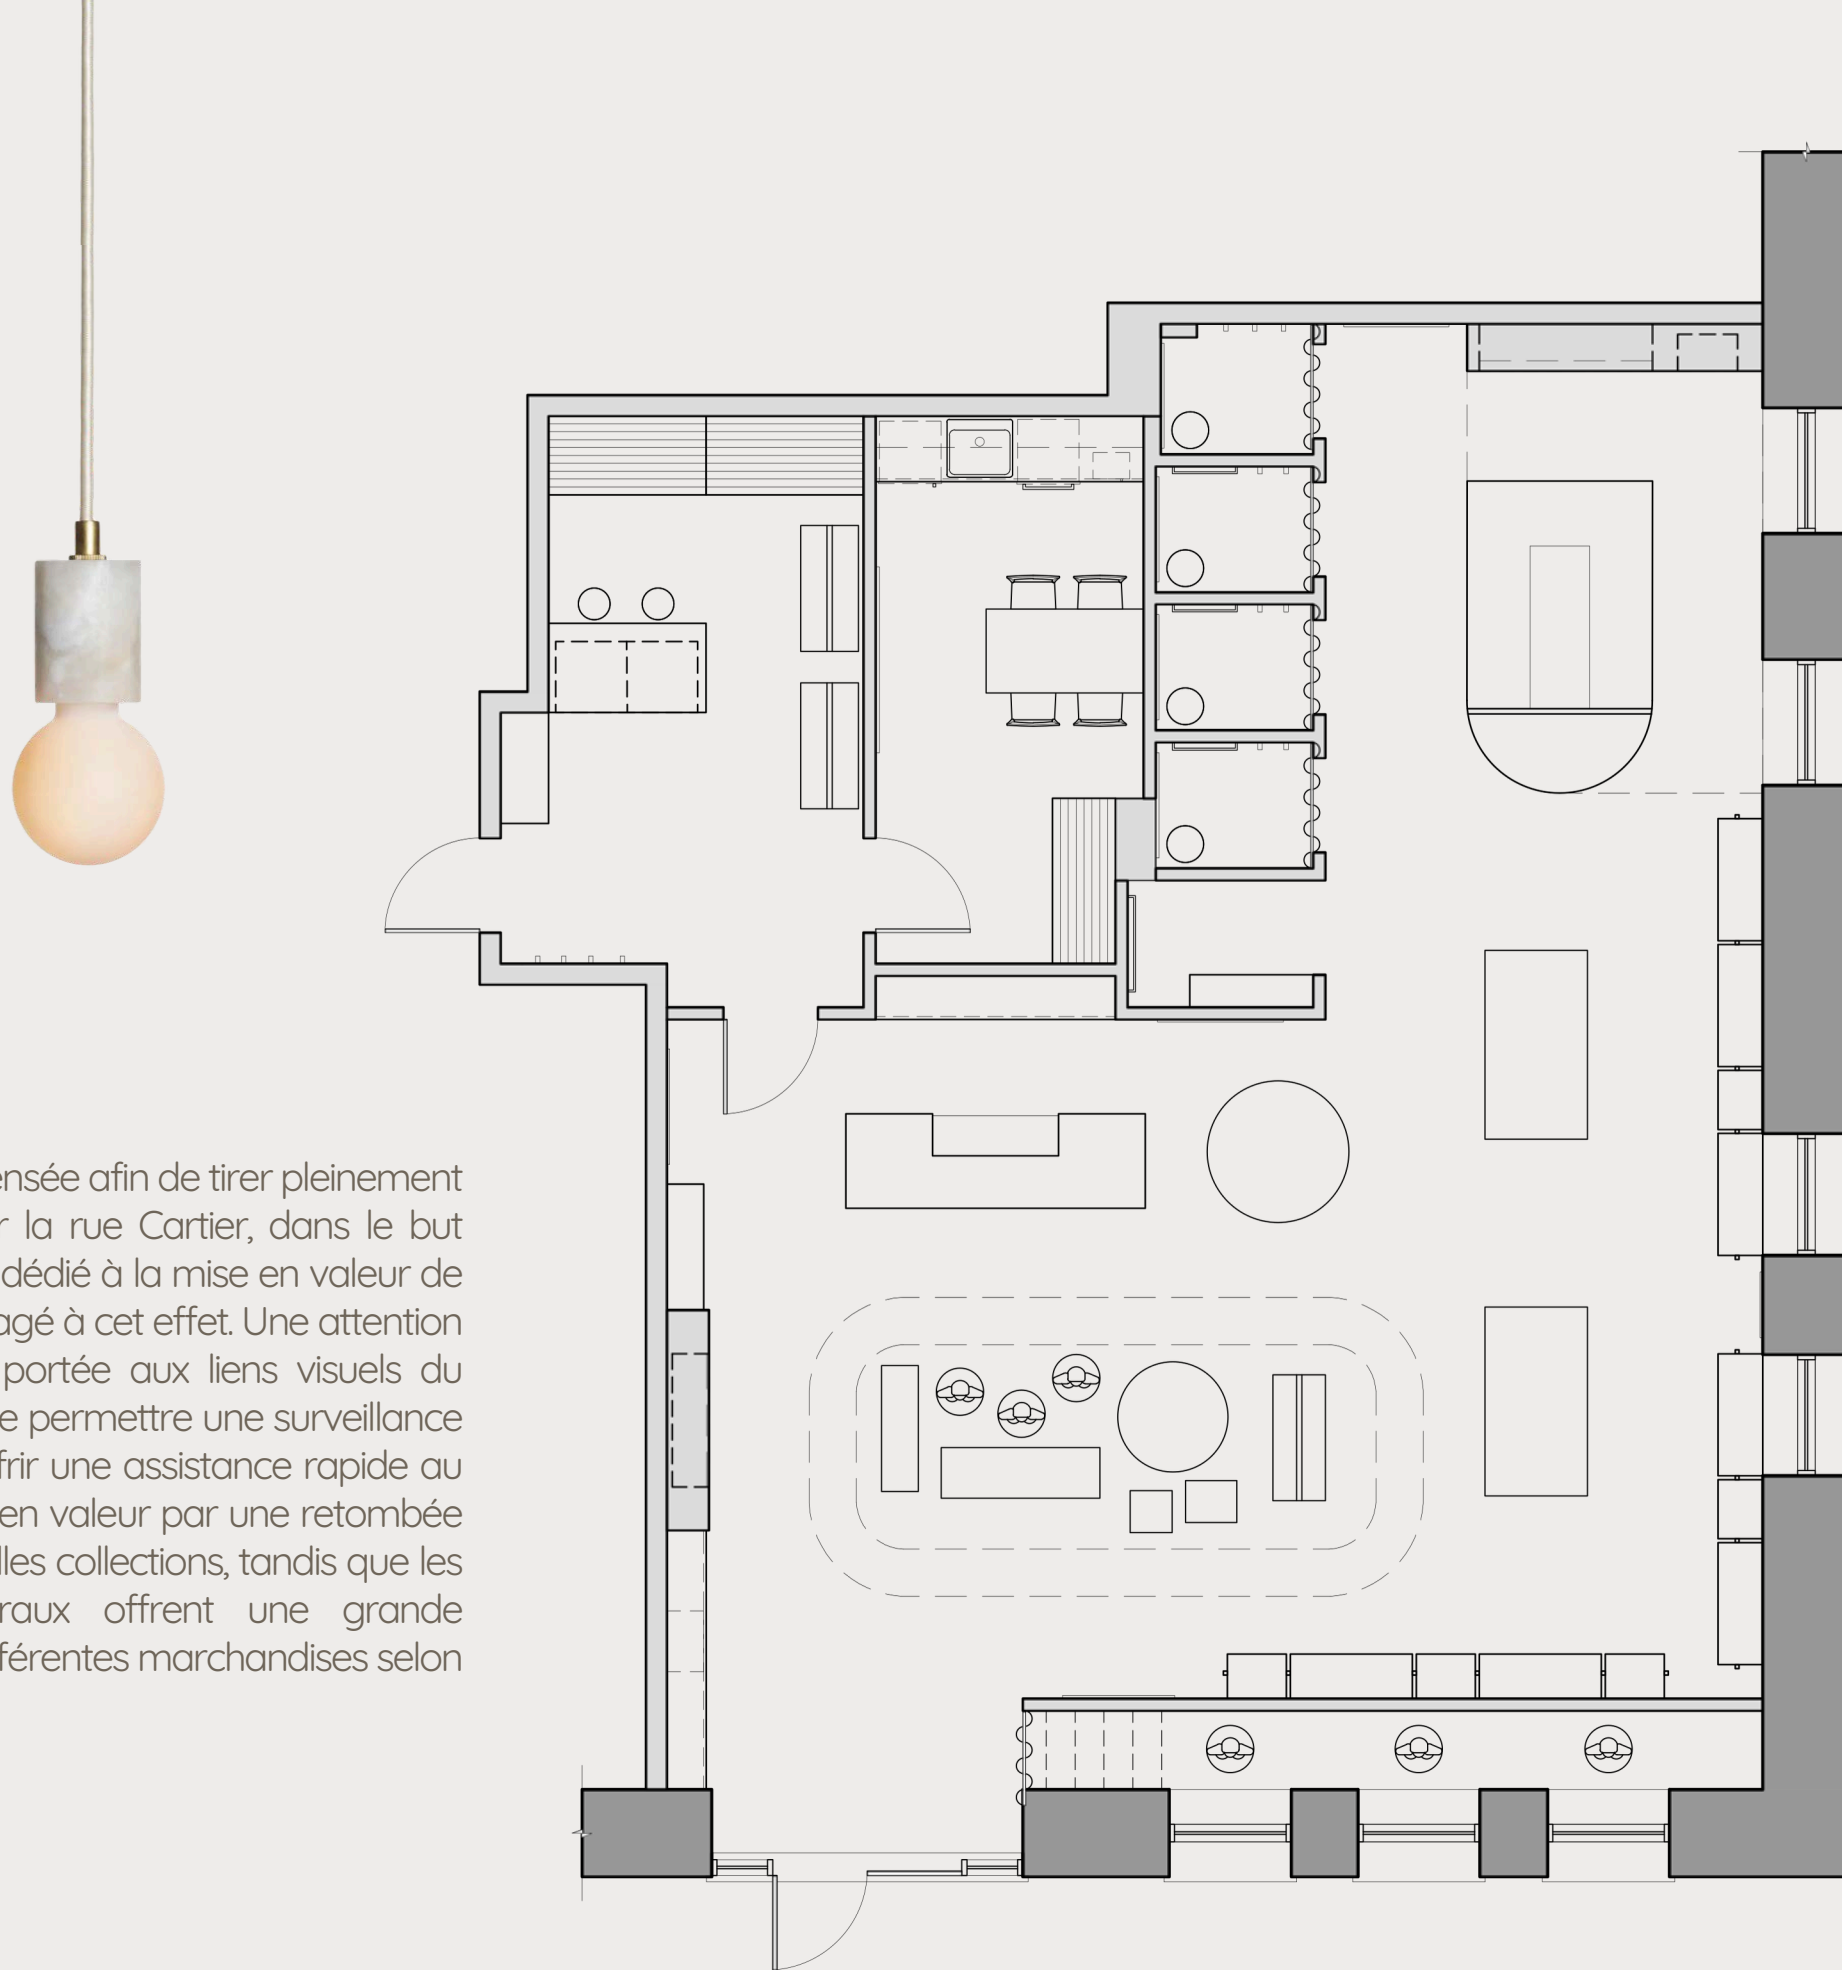 ensée afin de tirer pleinement
r la rue Cartier, dans le but
dédié à la mise en valeur de
agé à cet effet. Une attention
portée aux liens visuels du
e permettre une surveillance
frir une assistance rapide au
en valeur par une retombée
lles collections, tandis que les
raux offrent une grande
férentes marchandises selon